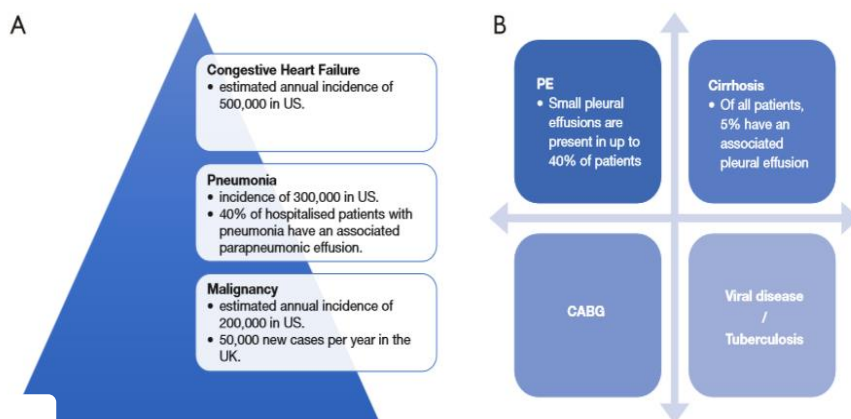 A
Congestive Heart Failure
• estimated annual incidence of
500,000 in US.
Pneumonia
• incidence of 300,000 in US.
• 40% of hospitalised patients with
pneumonia have an associated
parapneumonic effusion.
Malignancy
• estimated annual incidence of
200,000 in US.
• 50,000 new cases per year in the
UK.
B
PE
• Small pleural
effusions are
present in up to
40% of patients
Cirrhosis
• Of all patients,
5% have an
associated
pleural effusion
CABG
Viral disease
/
Tuberculosis